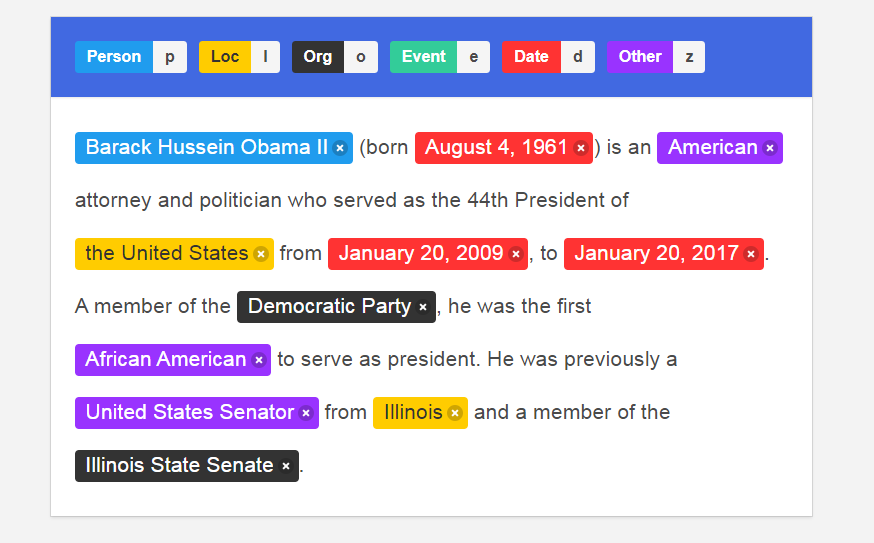 Person p Loc l Org o Event e Date d Other z
Barack Hussein Obama II × (born August 4, 1961 ×) is an American ×
attorney and politician who served as the 44th President of
the United States × from January 20, 2009 ×, to January 20, 2017 ×.
A member of the Democratic Party ×, he was the first
African American × to serve as president. He was previously a
United States Senator × from Illinois × and a member of the
Illinois State Senate ×.